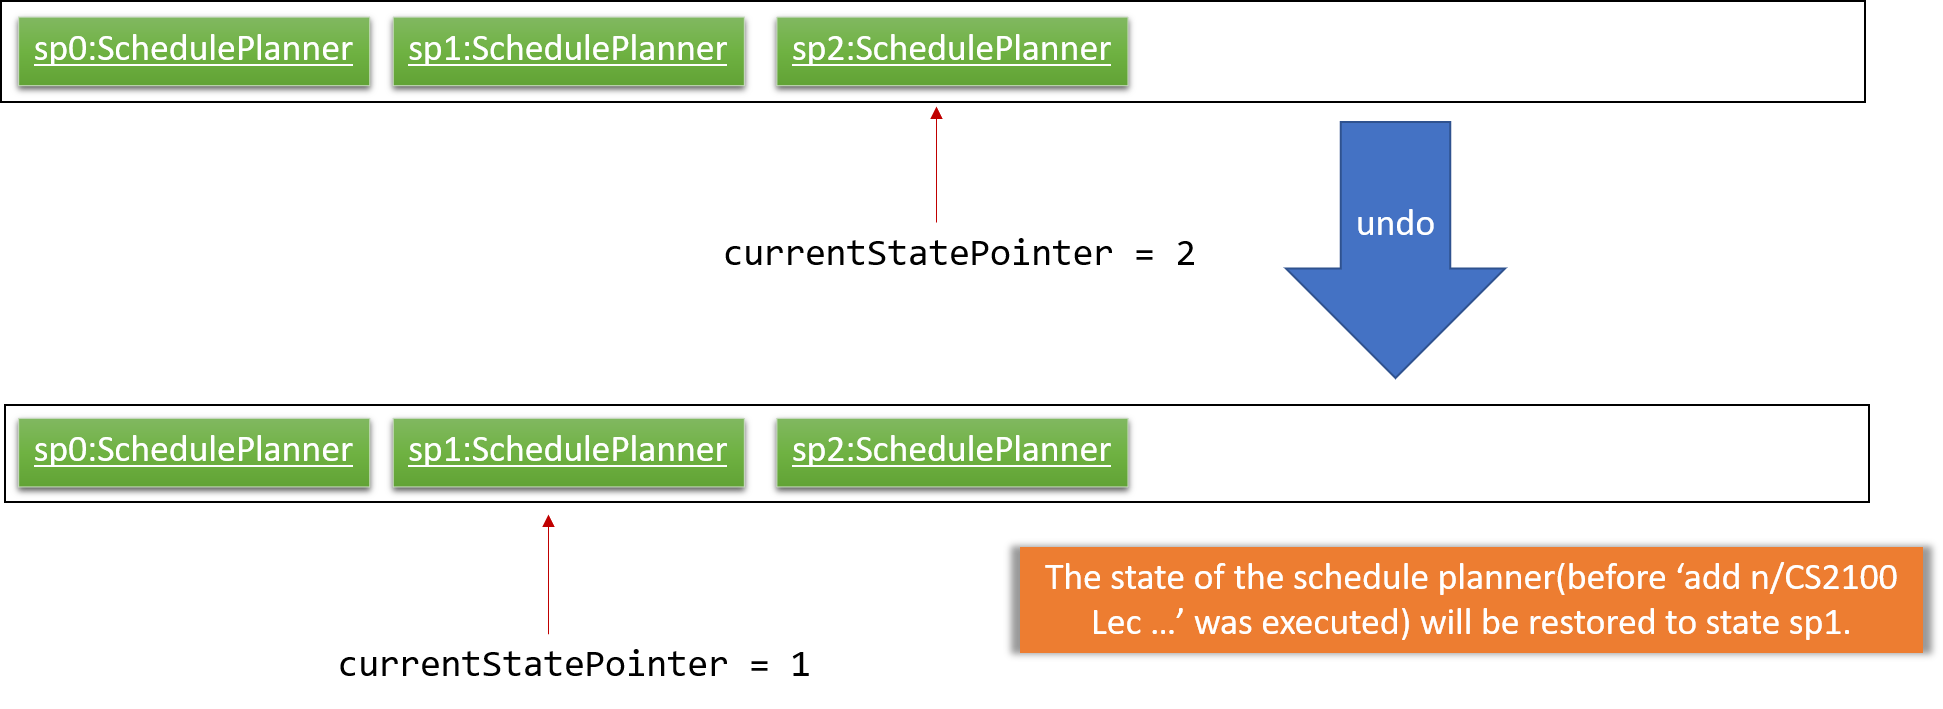 sp0:SchedulePlanner
sp1:SchedulePlanner
sp2:SchedulePlanner
undo
currentStatePointer = 2
sp0:SchedulePlanner
sp1:SchedulePlanner
sp2:SchedulePlanner
The state of the schedule planner(before ‘add n/CS2100
Lec ...’ was executed) will be restored to state sp1.
currentStatePointer = 1